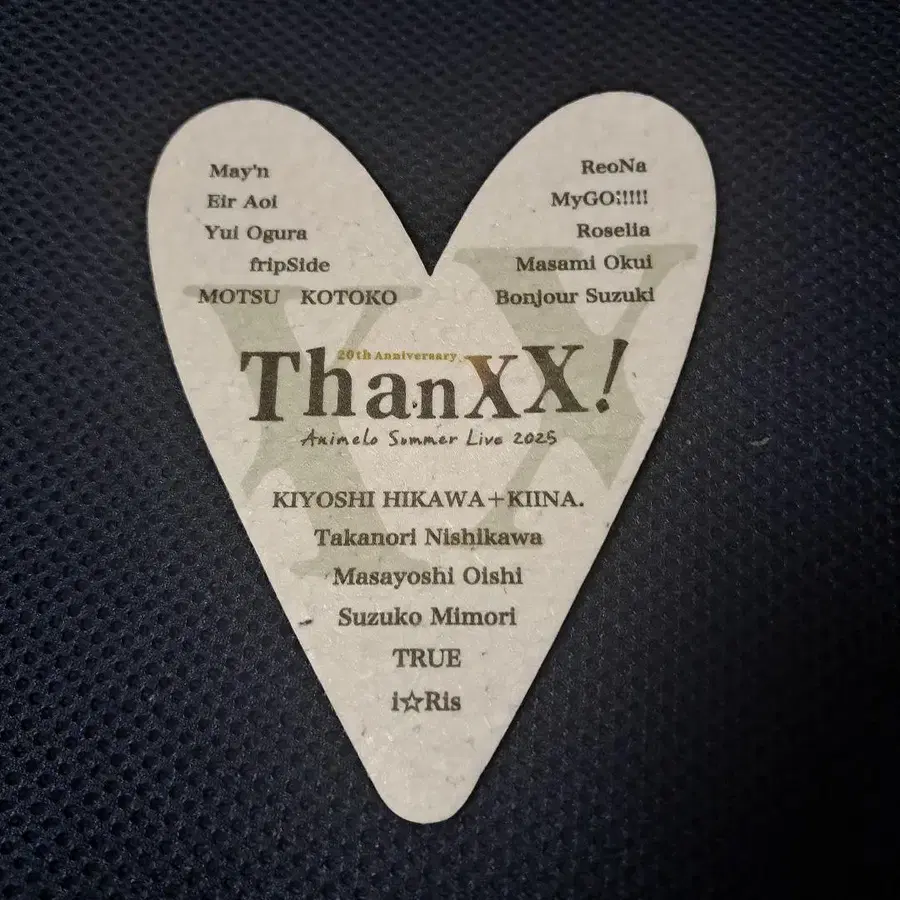 May'n
Eir Aoi
Yui Ogura
fripSide
MOTSU KOTOKO
ReoNa
MyGO!!!!!
Roselia
Masami Okui
Bonjour Suzuki
20th Anniversary
ThanXX!
Animelo Summer Live 2025
XX
KIYOSHI HIKAWA+KIINA.
Takanori Nishikawa
Masayoshi Oishi
Suzuko Mimori
TRUE
i☆Ris